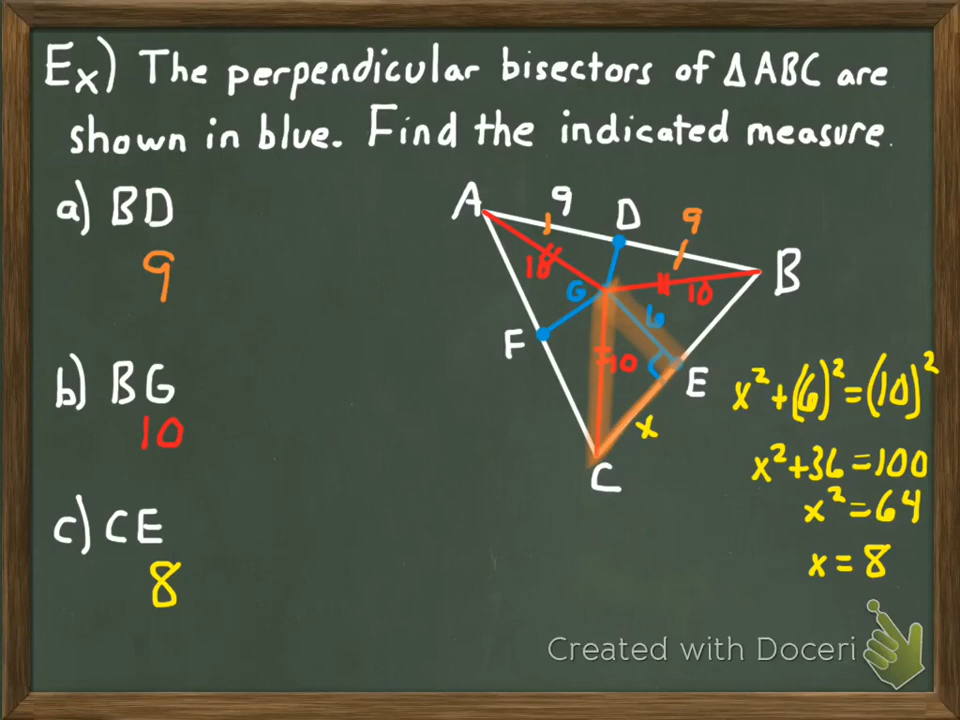 Ex) The perpendicular bisectors of ΔABC are
shown in blue. Find the indicated measure.
a) BD
9
b) BG
10
c) CE
8
A
9
D
9
B
10
G
10
6
F
10
E
x
C
x² + (6)² = (10)²
x² + 36 = 100
x² = 64
x = 8
Created with Doceri